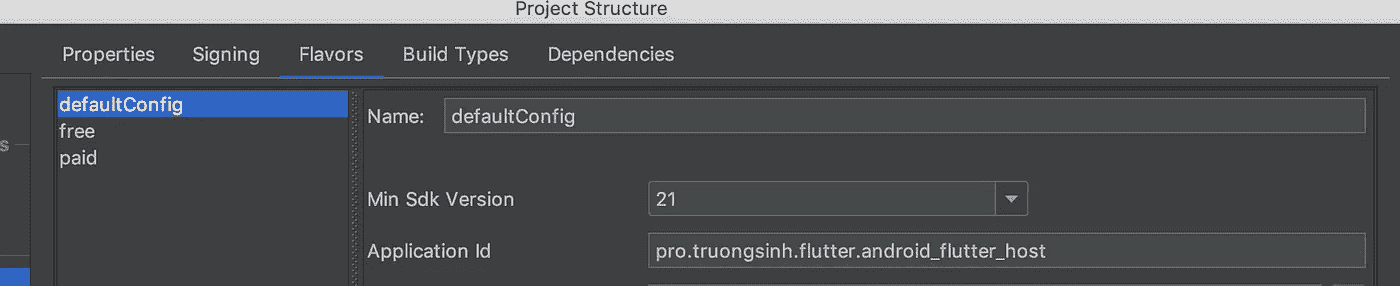 Project Structure
Properties Signing Flavors Build Types Dependencies
defaultConfig
free
paid
Name: defaultConfig
Min Sdk Version 21
Application Id pro.truongsinh.flutter.android_flutter_host